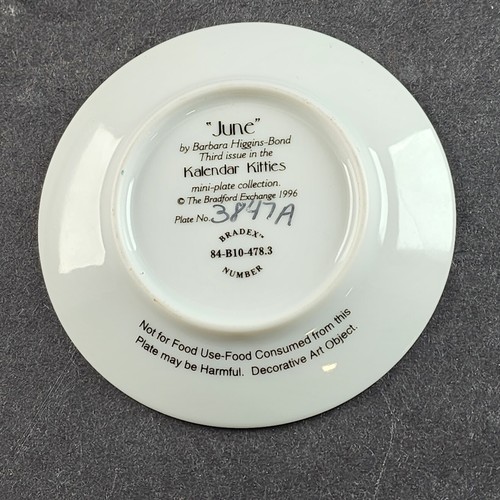 "June"
by Barbara Higgins-Bond
Third issue in the
Kalendar Kitties
mini-plate collection.
© The Bradford Exchange 1996
Plate No. 3847A
BRADEX™
84-B10-478.3
NUMBER
Not for Food Use-Food Consumed from this
Plate may be Harmful. Decorative Art Object.